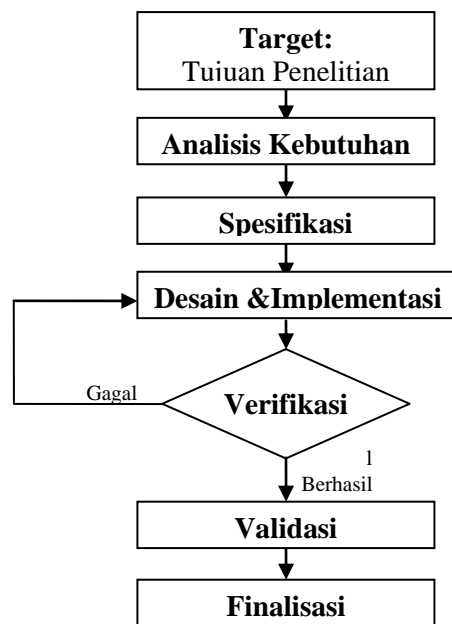 Target:
Tujuan Penelitian
Analisis Kebutuhan
Spesifikasi
Desain &Implementasi
Gagal
Verifikasi
l
Berhasil
Validasi
Finalisasi